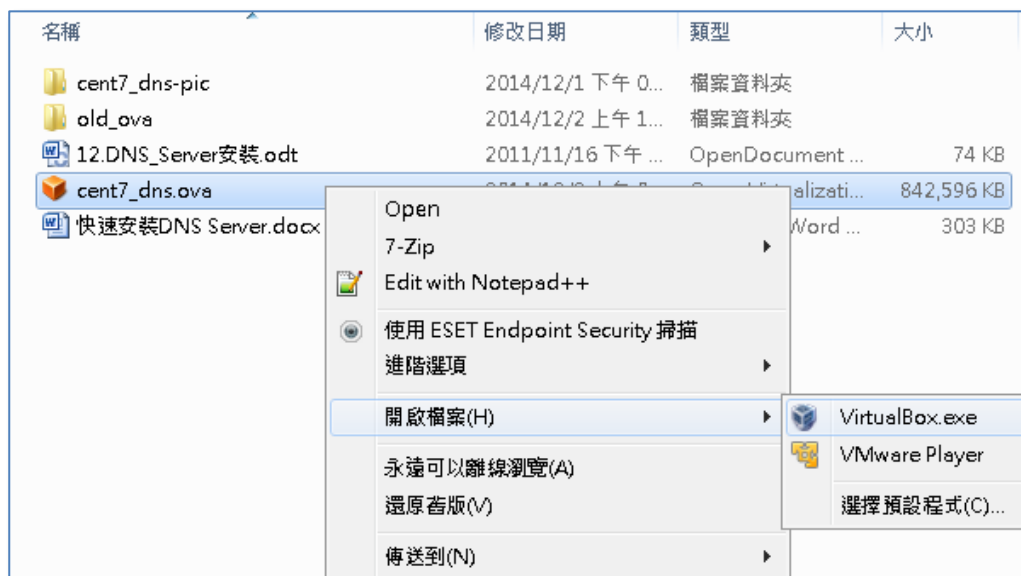 名稱 修改日期 類型 大小
cent7_dns-pic 2014/12/1 下午 0... 檔案資料夾
old_ova 2014/12/2 上午 1... 檔案資料夾
12.DNS_Server安裝.odt 2011/11/16 下午 ... OpenDocument ... 74 KB
cent7_dns.ova alizati... 842,596 KB
快速安裝DNS Server.docx Word ... 303 KB
Open
7-Zip
Edit with Notepad++
使用 ESET Endpoint Security 掃描
進階選項
開啟檔案(H)
VirtualBox.exe
VMware Player
選擇預設程式(C)...
永遠可以離線瀏覽(A)
還原舊版(V)
傳送到(N)